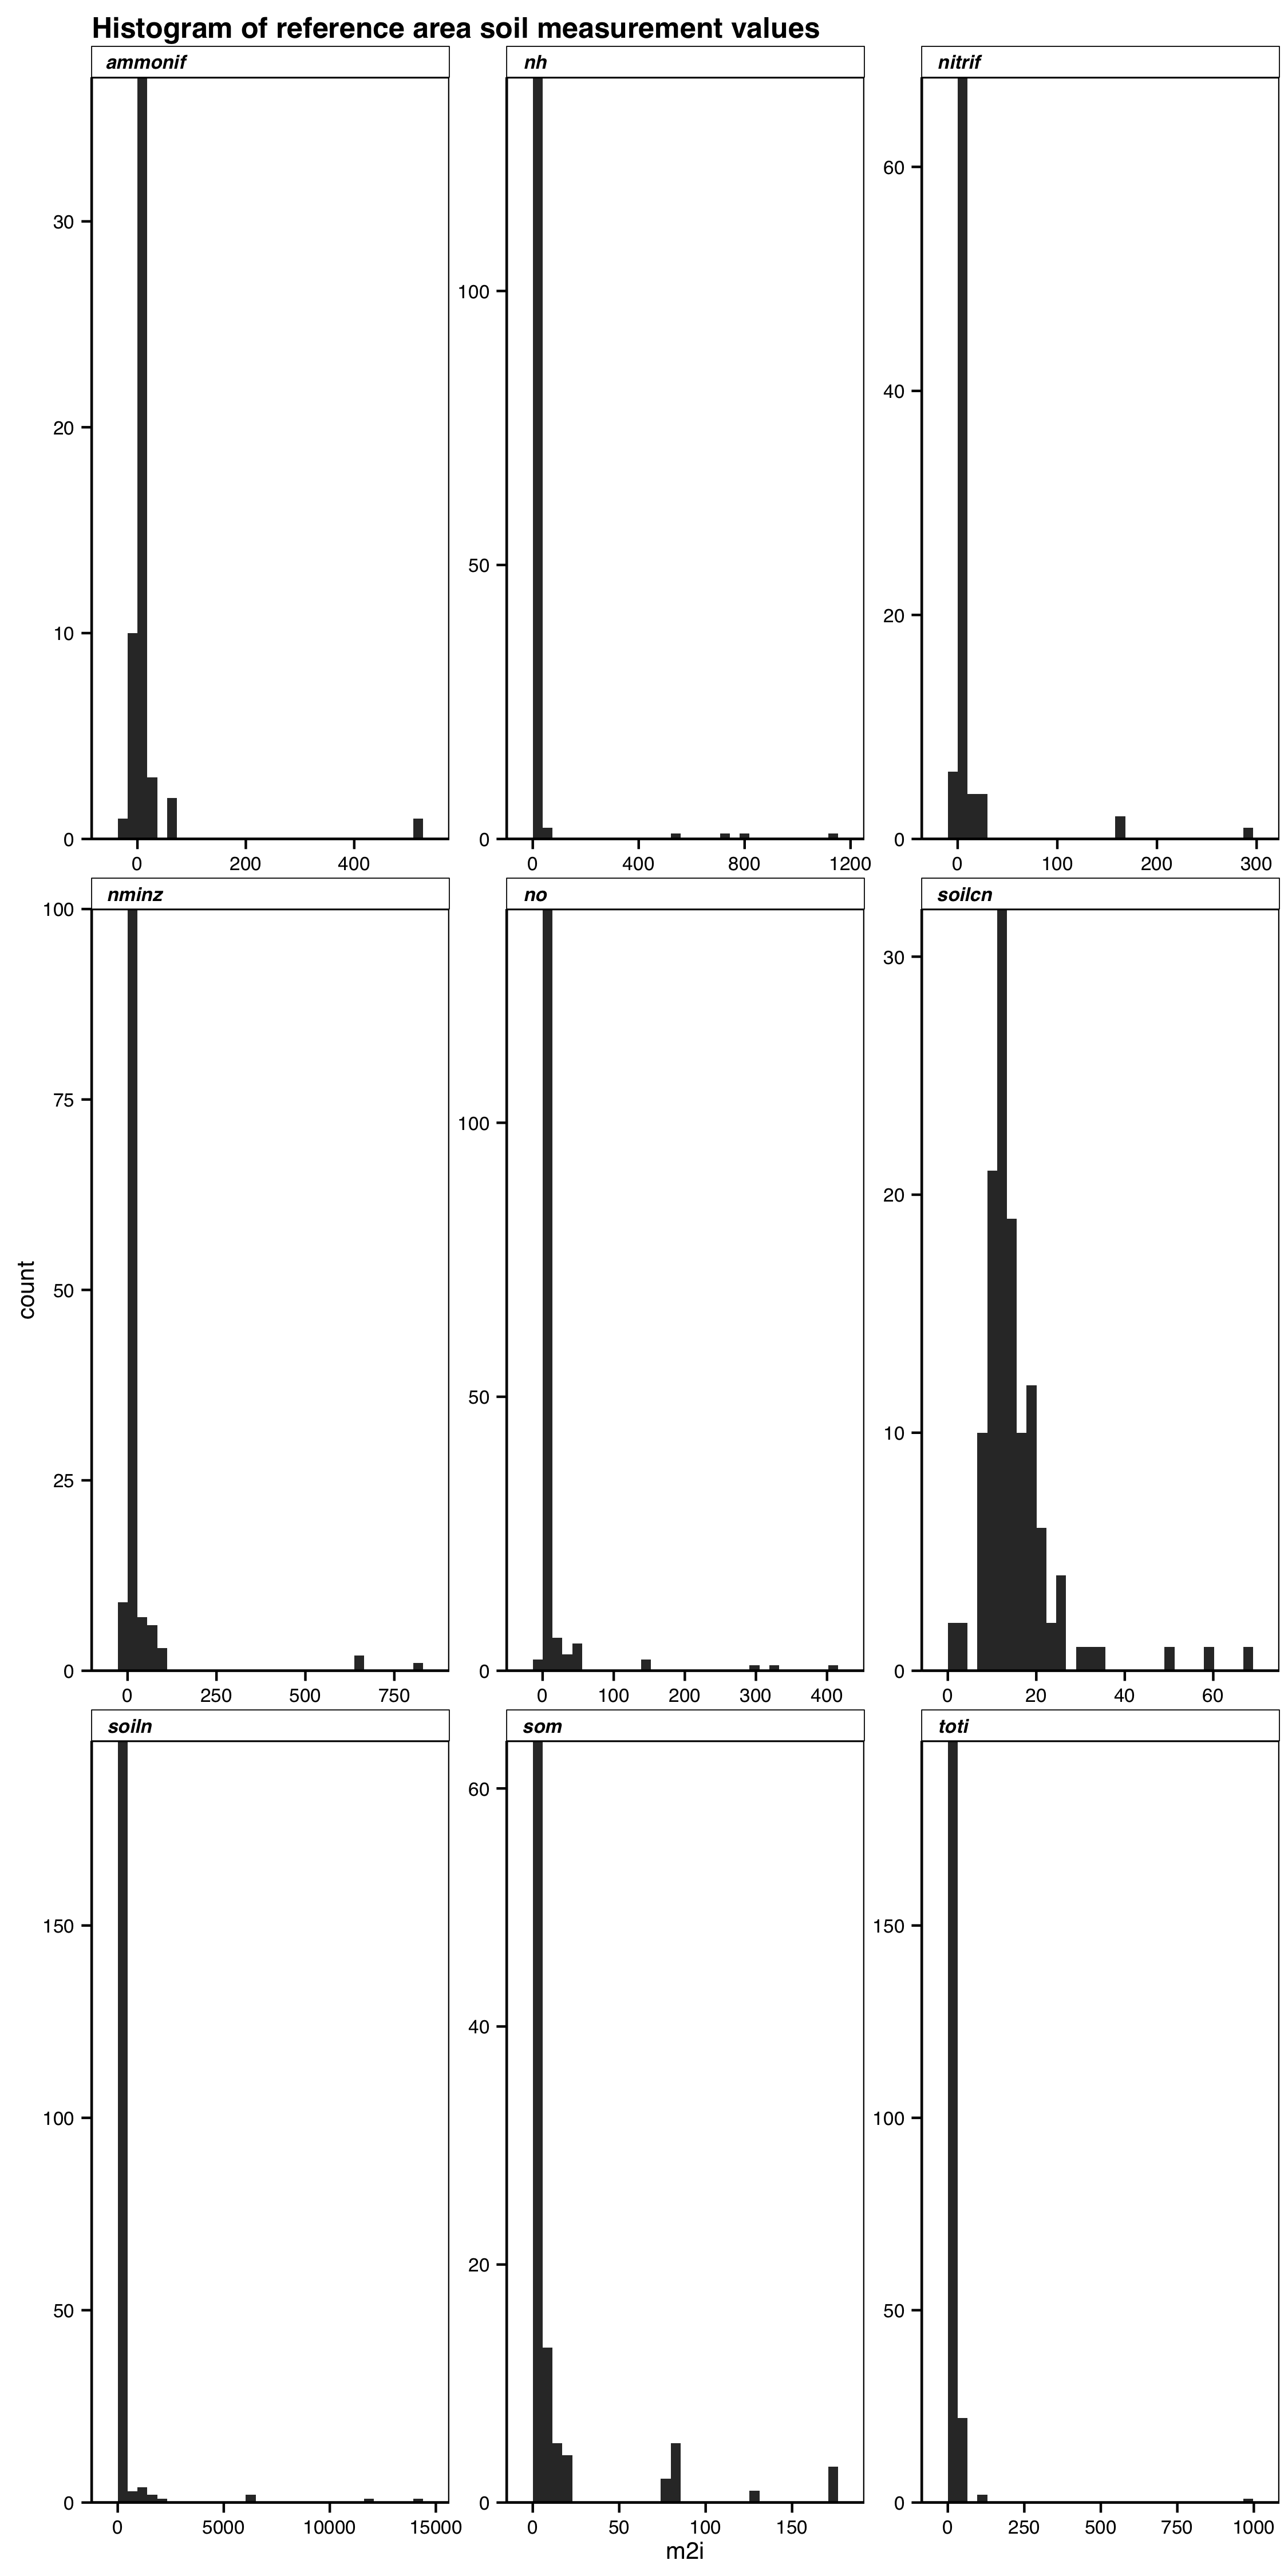 Histogram of reference area soil measurement values
ammonif nh nitrif
30
20
10
0
100
50
0
60
40
20
0
0 200 400
0 400 800 1200
0 100 200 300
nminz no soilcn
100
75
50
25
0
100
50
0
30
20
10
0
0 250 500 750
0 100 200 300 400
0 20 40 60
count
soiln som toti
150
100
50
0
60
40
20
0
150
100
50
0
0 5000 10000 15000
0 50 100 150
0 250 500 750 1000
m2i